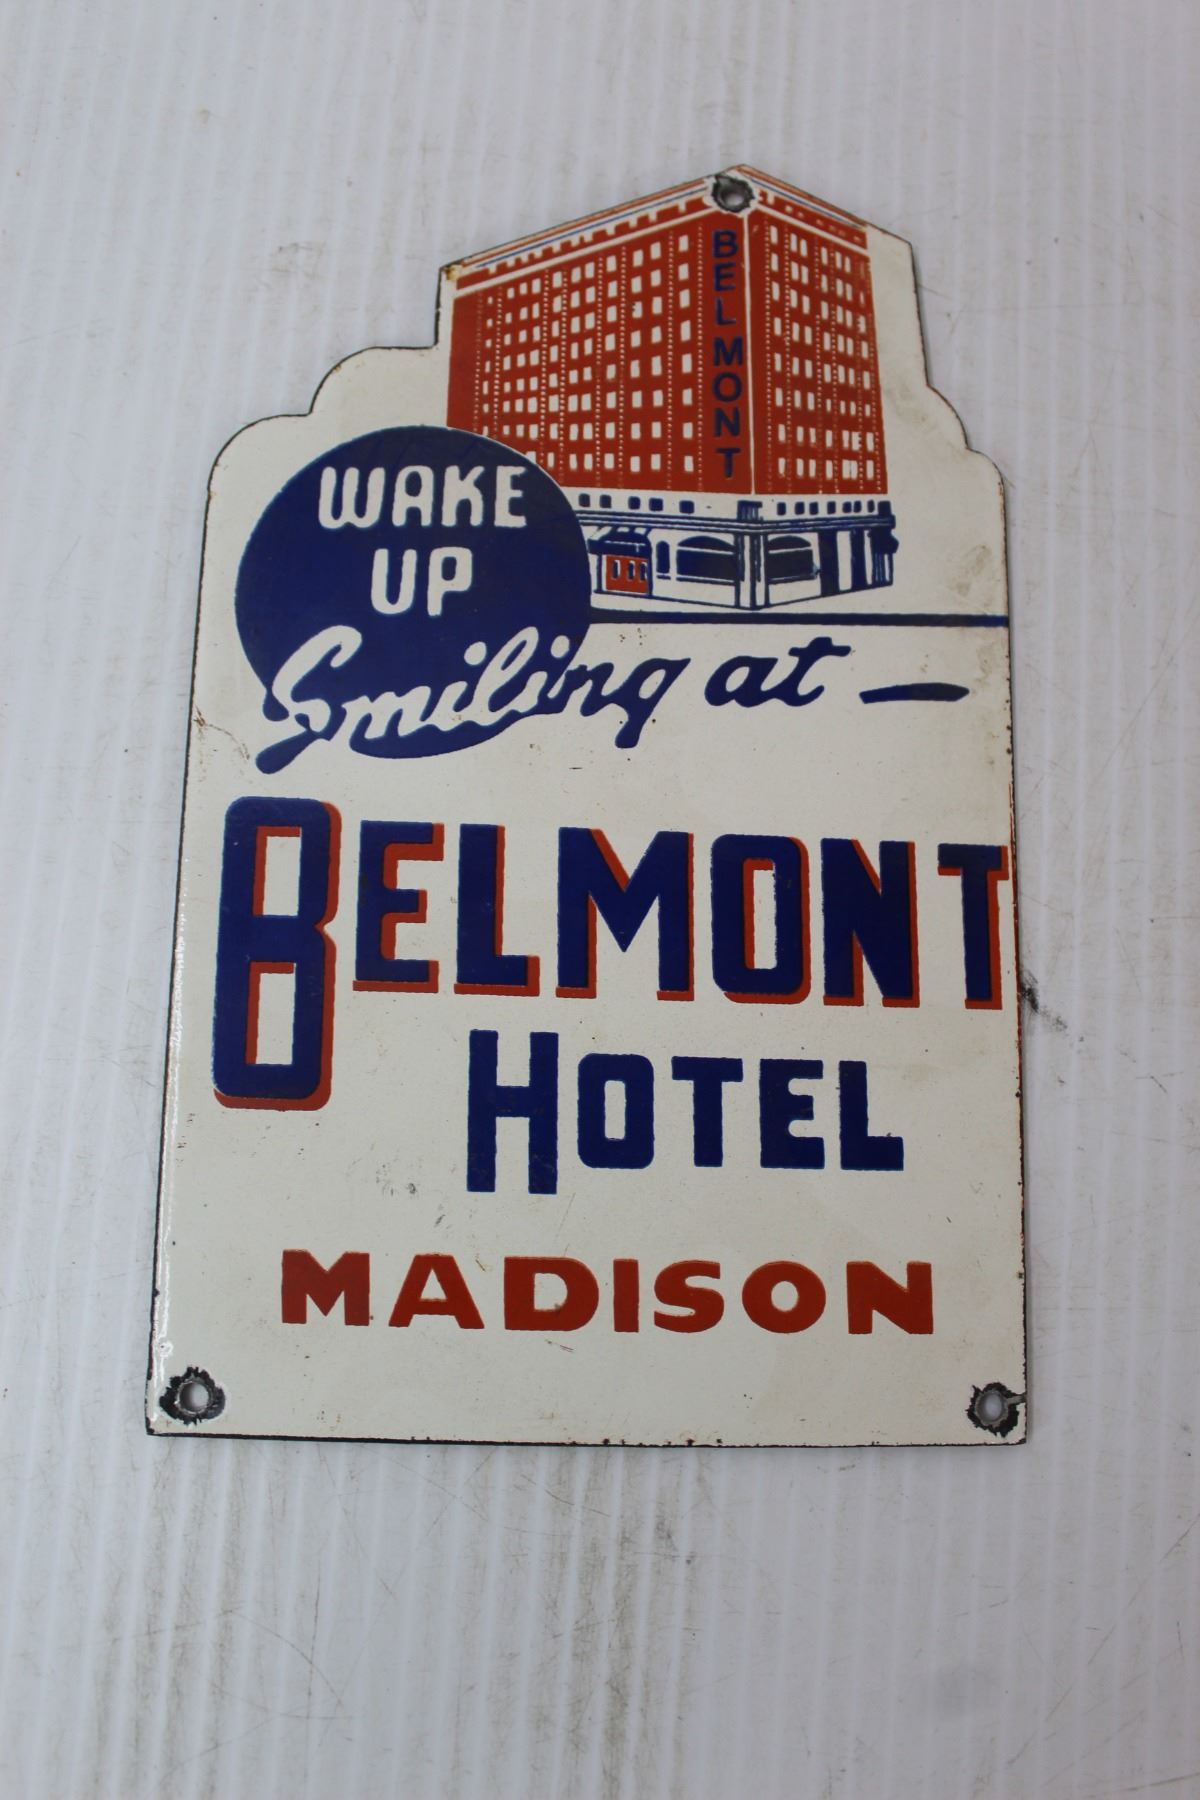 BELMONT
WAKE
UP
Smiling at —
BELMONT
HOTEL
MADISON